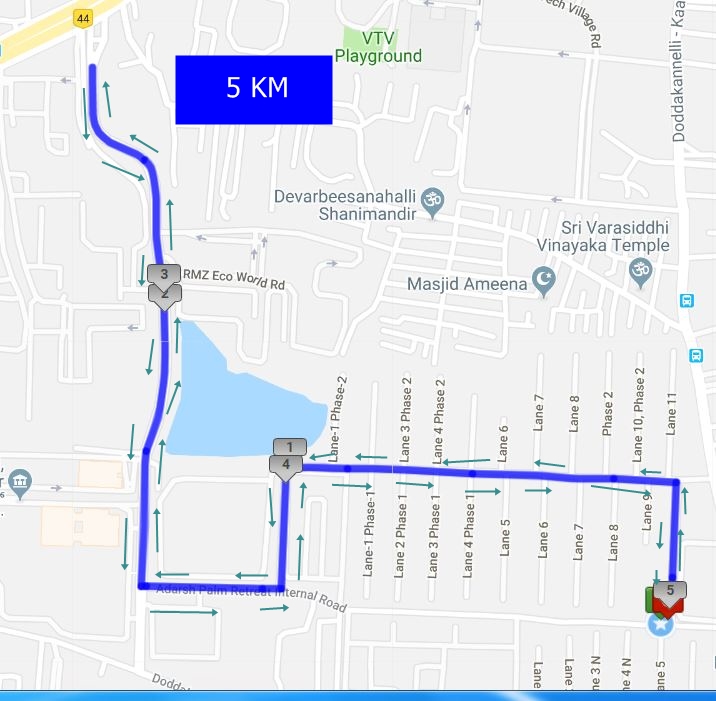 44
ech Village Rd
Doddakannelli - Kaa
VTV
Playground
5 KM
Devarbeesanahalli
Shanimandir
Sri Varasiddhi
Vinayaka Temple
RMZ Eco World Rd
Masjid Ameena
3
2
1
4
Lane-1 Phase-2
Lane 3 Phase 2
Lane 4 Phase 2
Lane 6
Lane 7
Lane 8
Phase 2
Lane 10, Phase 2
Lane 11
Lane-1 Phase-1
Lane 2 Phase 1
Lane 3 Phase 1
Lane 4 Phase 1
Lane 5
Lane 6
Lane 7
Lane 8
Lane 9
5
Adarsh Palm Retreat Internal Road
Doddak
Lane
Lane
ne 3 N
e 4 N
ane 5